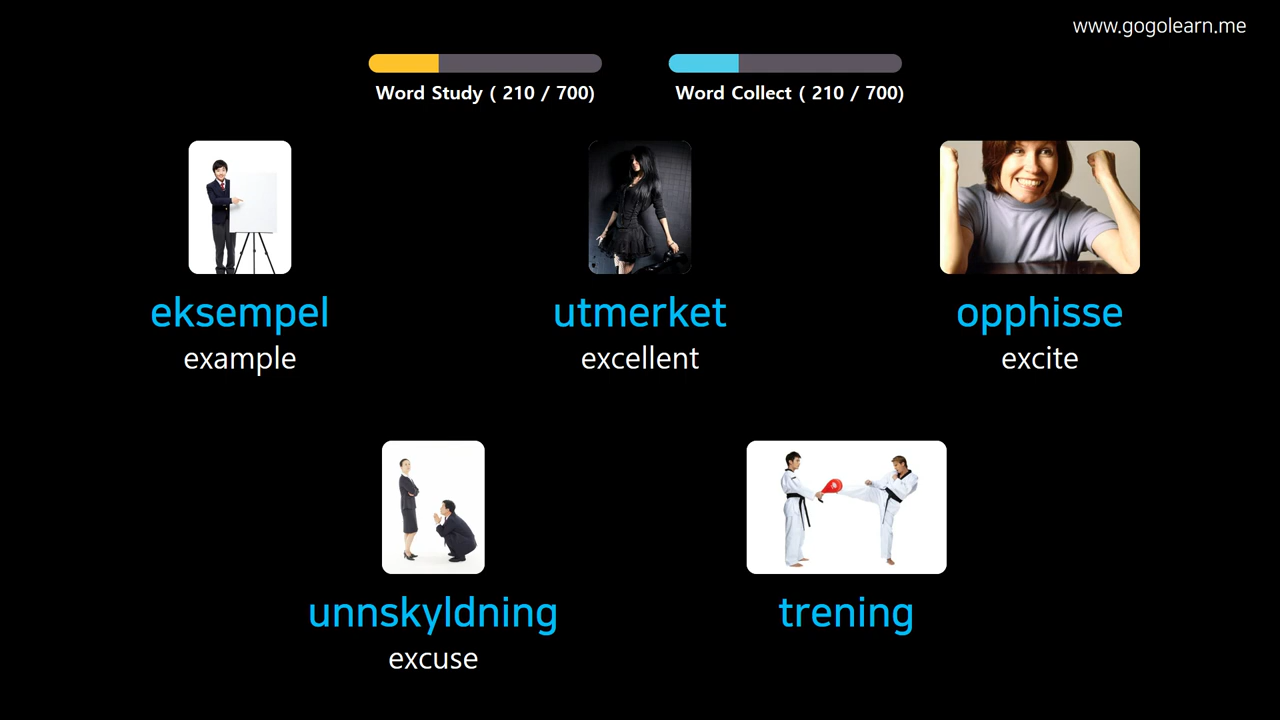 www.gogolearn.me
Word Study ( 210 / 700)
Word Collect ( 210 / 700)
eksempel
example
utmerket
excellent
opphisse
excite
unnskyldning
excuse
trening